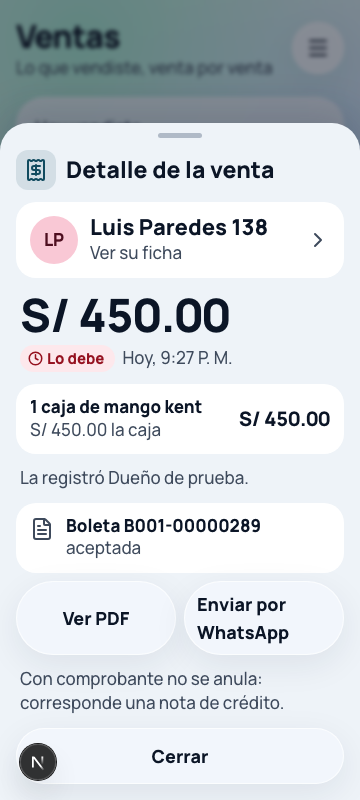 Ventas
Lo que vendiste, venta por venta
Detalle de la venta
LP
Luis Paredes 138
Ver su ficha
S/ 450.00
Lo debe
Hoy, 9:27 P. M.
1 caja de mango kent
S/ 450.00 la caja
S/ 450.00
La registró Dueño de prueba.
Boleta B001-00000289
aceptada
Ver PDF
Enviar por
WhatsApp
Con comprobante no se anula:
corresponde una nota de crédito.
N
Cerrar